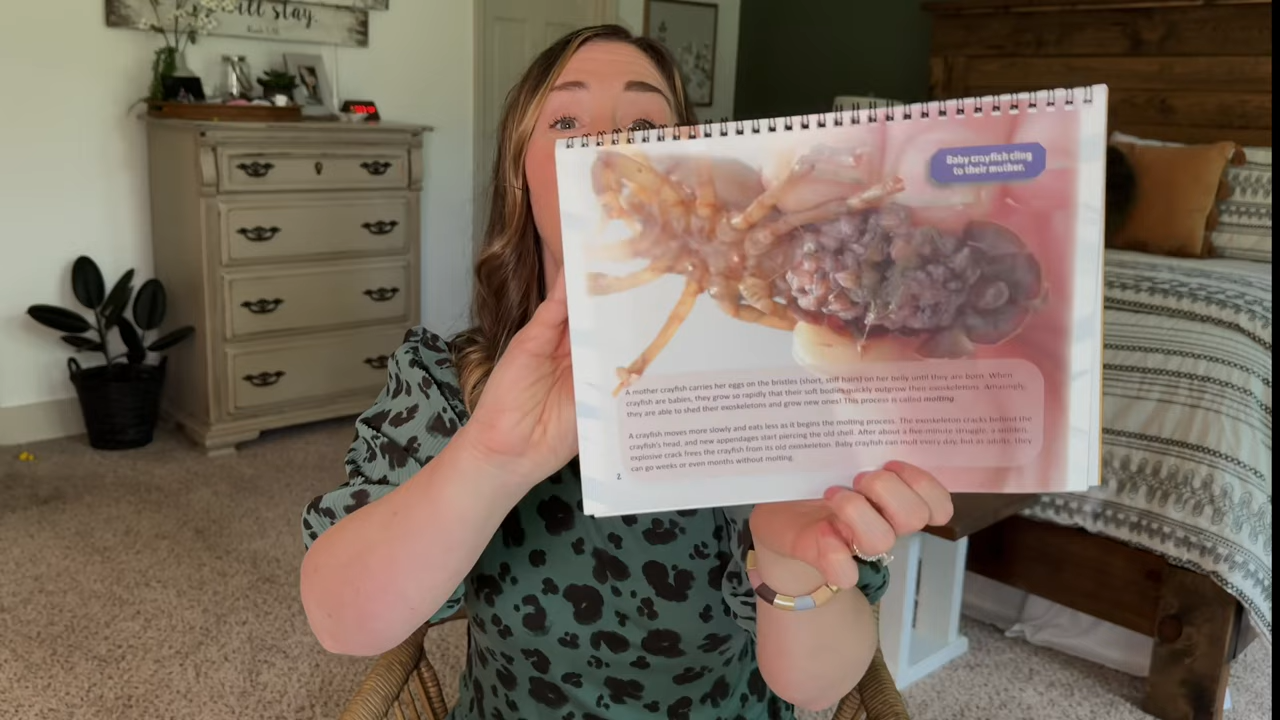 will stay.
Baby crayfish cling
to their mother.
A mother crayfish carries her eggs on the bristles (short, stiff hairs) on her belly until they are born. When
crayfish are babies, they grow so rapidly that their soft bodies quickly outgrow their exoskeletons. Amazingly,
they are able to shed their exoskeletons and grow new ones! This process is called molting.
A crayfish moves more slowly and eats less as it begins the molting process. The exoskeleton cracks behind the
crayfish's head, and new appendages start piercing the old shell. After about a five-minute struggle, a sudden,
explosive crack frees the crayfish from its old exoskeleton. Baby crayfish can molt every day, but as adults, they
can go weeks or even months without molting.
2